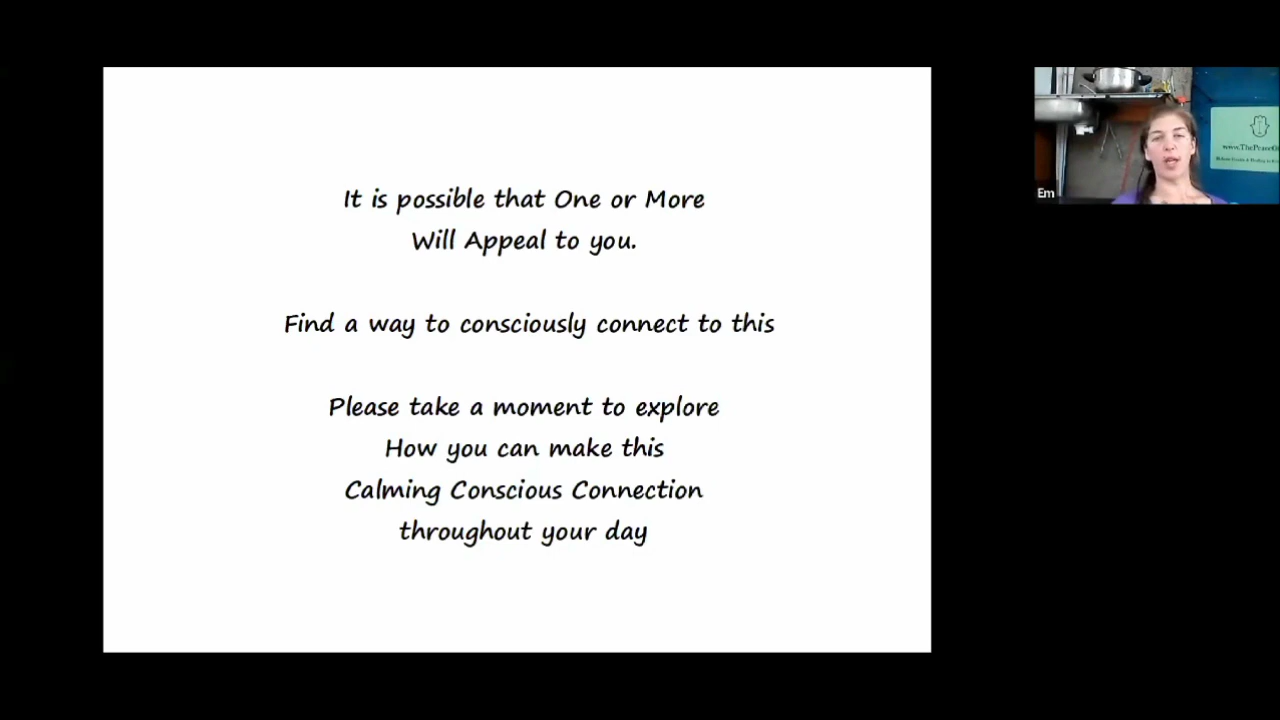 It is possible that One or More
Will Appeal to you.
Find a way to consciously connect to this
Please take a moment to explore
How you can make this
Calming Conscious Connection
throughout your day
Em